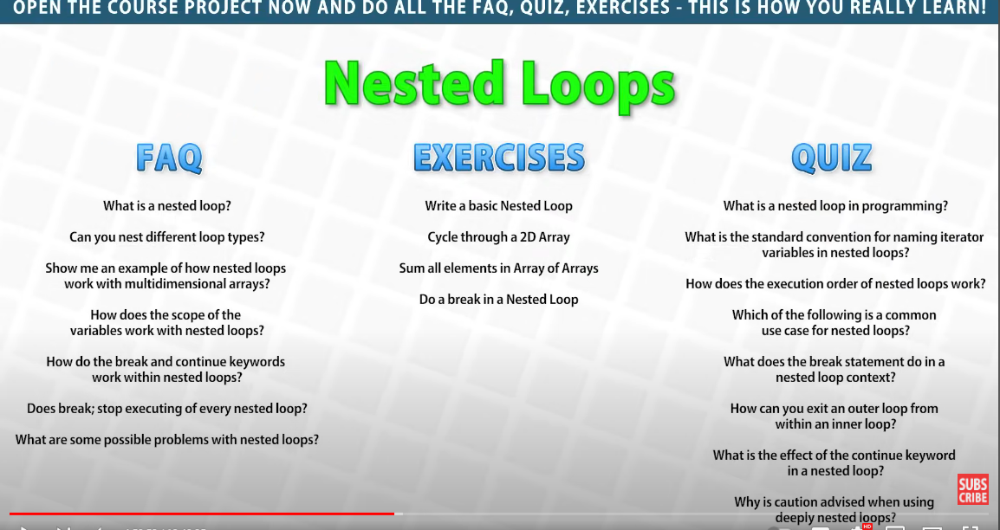 OPEN THE COURSE PROJECT NOW AND DO ALL THE FAQ, QUIZ, EXERCISES - THIS IS HOW YOU REALLY LEARN!
Nested Loops
FAQ
What is a nested loop?
Can you nest different loop types?
Show me an example of how nested loops
work with multidimensional arrays?
How does the scope of the
variables work with nested loops?
How do the break and continue keywords
work within nested loops?
Does break; stop executing of every nested loop?
What are some possible problems with nested loops?
EXERCISES
Write a basic Nested Loop
Cycle through a 2D Array
Sum all elements in Array of Arrays
Do a break in a Nested Loop
QUIZ
What is a nested loop in programming?
What is the standard convention for naming iterator
variables in nested loops?
How does the execution order of nested loops work?
Which of the following is a common
use case for nested loops?
What does the break statement do in a
nested loop context?
How can you exit an outer loop from
within an inner loop?
What is the effect of the continue keyword
in a nested loop?
Why is caution advised when using
deeply nested loops?
SUBS
CRIBE
HD